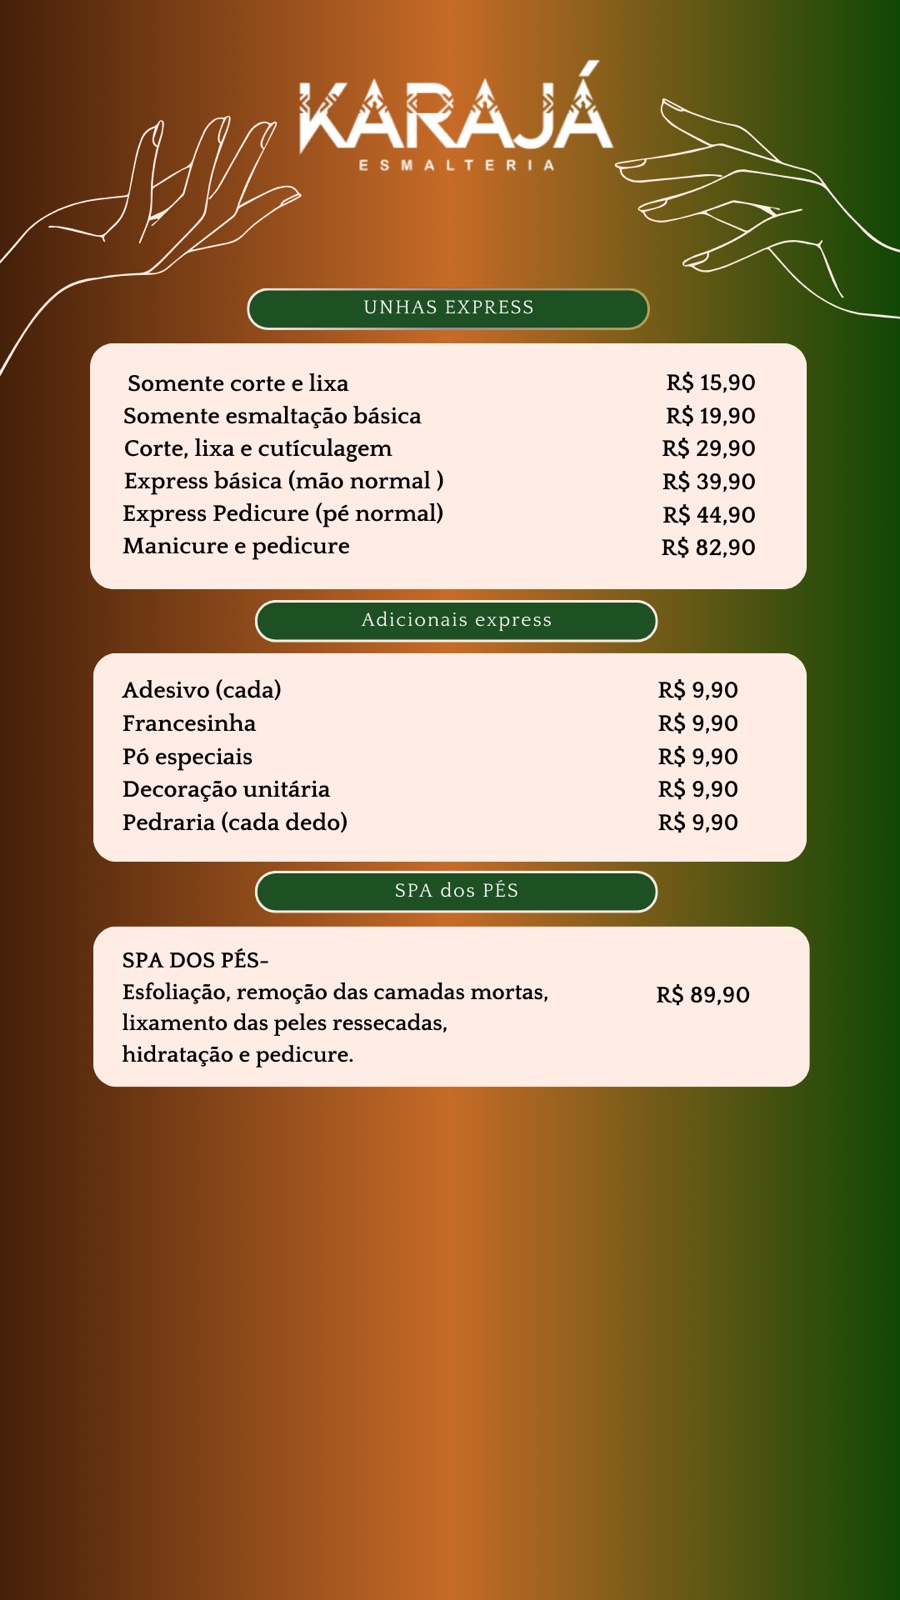 KARAJÁ
ESMALTERIA
UNHAS EXPRESS
Somente corte e lixa R$ 15,90
Somente esmaltação básica R$ 19,90
Corte, lixa e cutículagem R$ 29,90
Express básica (mão normal ) R$ 39,90
Express Pedicure (pé normal) R$ 44,90
Manicure e pedicure R$ 82,90
Adicionais express
Adesivo (cada) R$ 9,90
Francesinha R$ 9,90
Pó especiais R$ 9,90
Decoração unitária R$ 9,90
Pedraria (cada dedo) R$ 9,90
SPA dos PÉS
SPA DOS PÉS-
Esfoliação, remoção das camadas mortas, R$ 89,90
lixamento das peles ressecadas,
hidratação e pedicure.